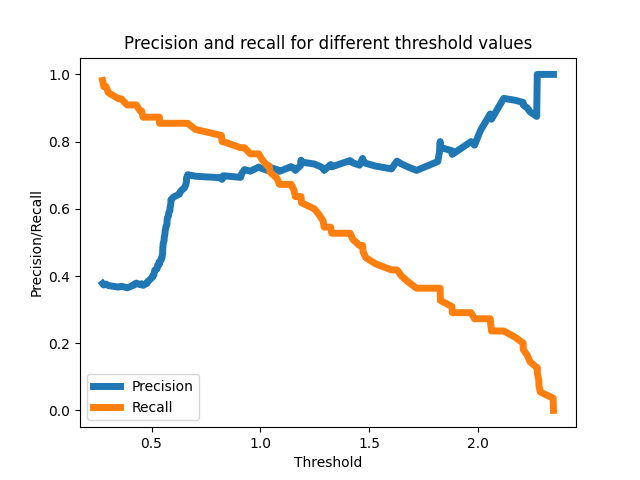 Precision and recall for different threshold values
1.0
0.8
0.6
0.4
0.2
0.0
Precision/Recall
Precision
Recall
0.5
1.0
1.5
2.0
Threshold